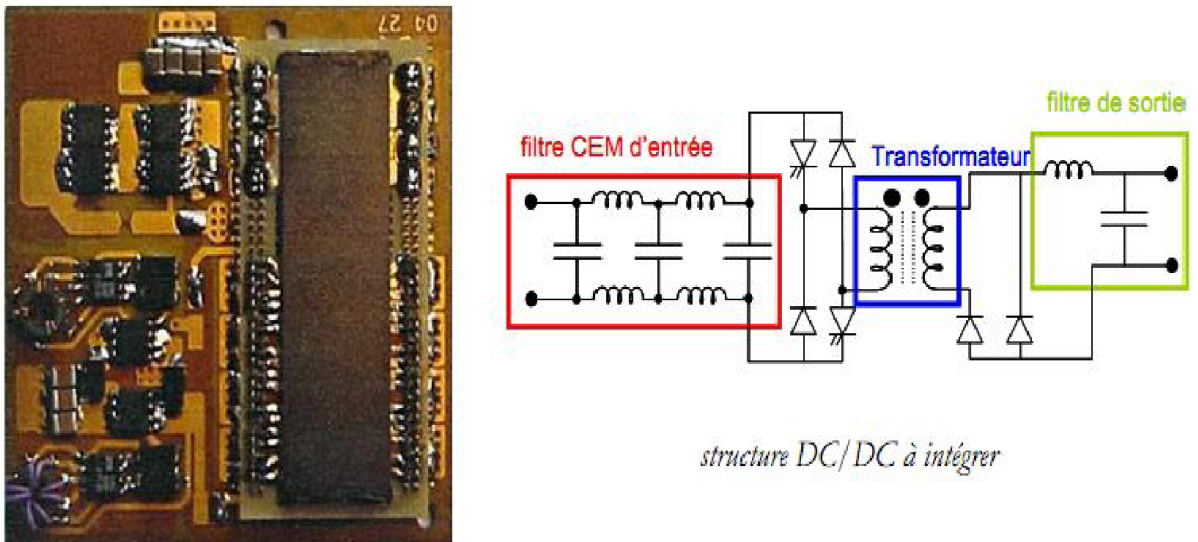 04 27
filtre CEM d'entrée
Transformateur
filtre de sortie
structure DC/DC à intégrer